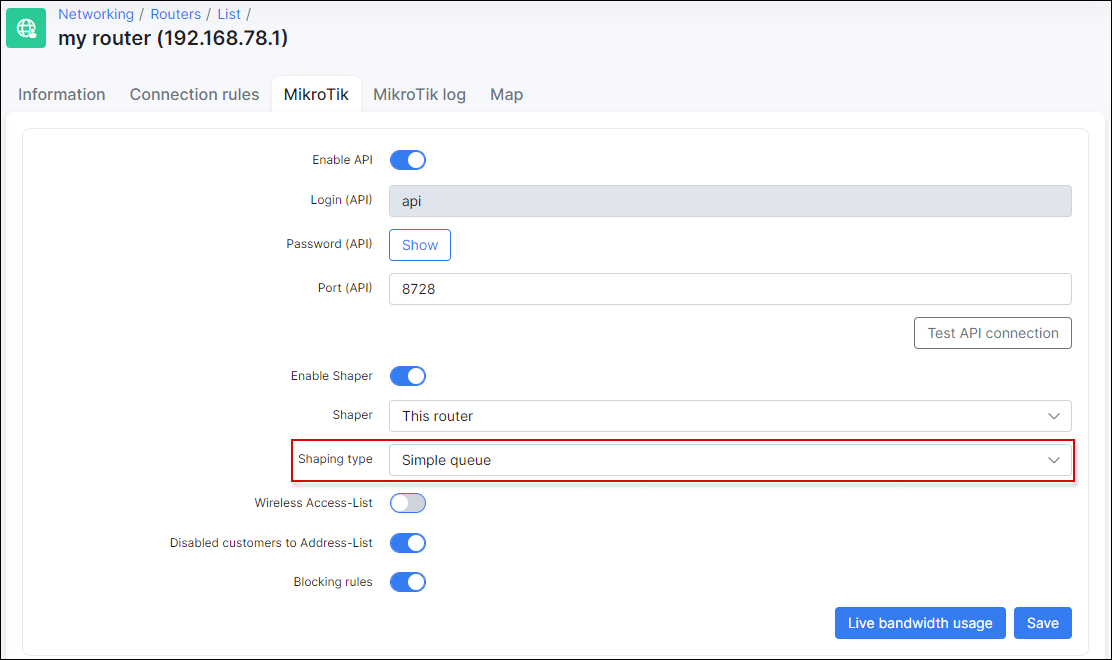 Networking / Routers / List /
my router (192.168.78.1)
Information Connection rules MikroTik MikroTik log Map
Enable API
Login (API) api
Password (API) Show
Port (API) 8728
Test API connection
Enable Shaper
Shaper This router
Shaping type Simple queue
Wireless Access-List
Disabled customers to Address-List
Blocking rules
Live bandwidth usage Save